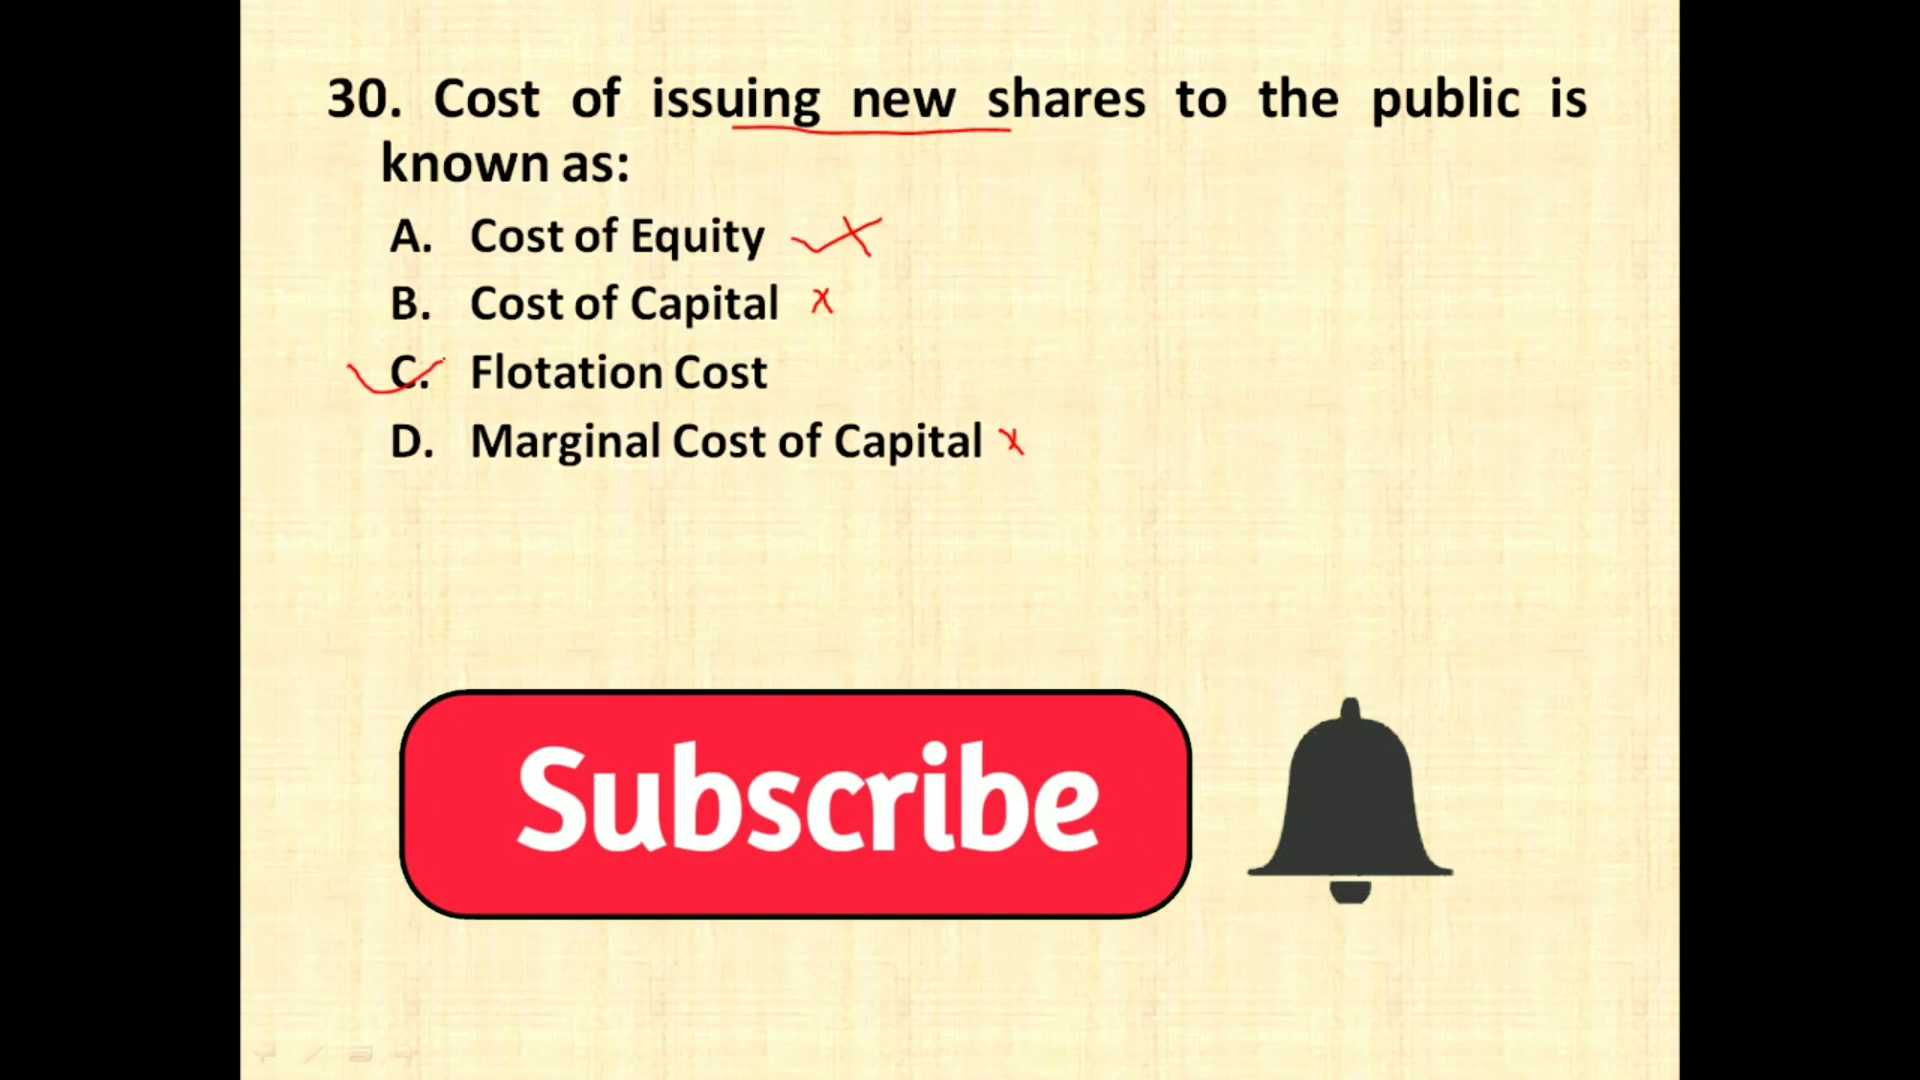 30. Cost of issuing new shares to the public is
known as:
A. Cost of Equity
B. Cost of Capital
C. Flotation Cost
D. Marginal Cost of Capital
Subscribe